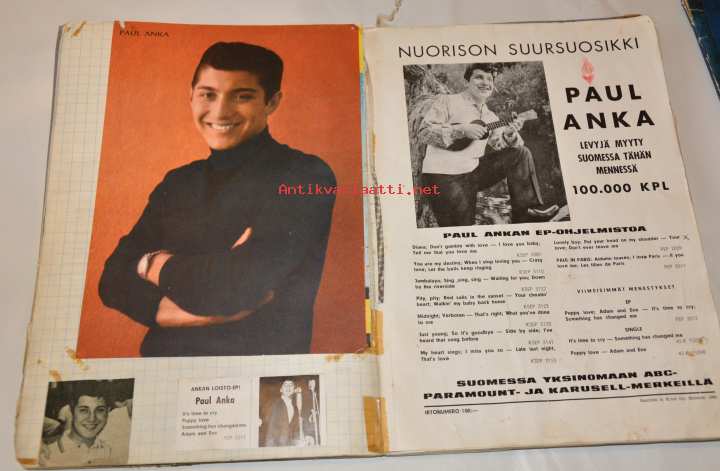 PAUL ANKA
ANKAN LOISTO-EP!
Paul Anka
It's time to cry
Puppy love
Something has changed me
Adam and Eve
Antikvariaatti.net
NUORISON SUURSUOSIKKI
PAUL
ANKA
LEVYJÄ MYYTY
SUOMESSA TÄHÄN
MENNESSÄ
100.000 KPL
PAUL ANKAN EP-OHJELMISTOA
Diana; Don't gamble with love — I love you baby;
Tell me that you love me
You are my destiny; When I stop loving you — Crazy
love; Let the bells keep ringing
Tombolaya; Sing, sing, sing — Waiting for you; Down
by the riverside
Pity, pity; Red sails in the sunset — Your cheatin'
heart; Walkin' my baby back home
Midnight; Verboten — That's right; What you've done
to me
Just young; So it's goodbye — Side by side; I've
heard that song before
My heart sings; I miss you so — Late last night,
That's love
Lonely boy; Put your head on my shoulder — Your
love; Don't ever leave me
PAUL IN PARIS: Autumn leaves; I love Paris — If you
love me; Les filles de Paris
VIIMEISIMMÄT MENESTYKSET
EP
Puppy love; Adam and Eve — It's time to cry;
Something has changed me
SINGLE
It's time to cry — Something has changed me
Puppy love — Adam and Eve
SUOMESSA YKSINOMAAN ABC-
PARAMOUNT- JA KARUSELL-MERKEILLÄ
IRTONUMERO 100:—